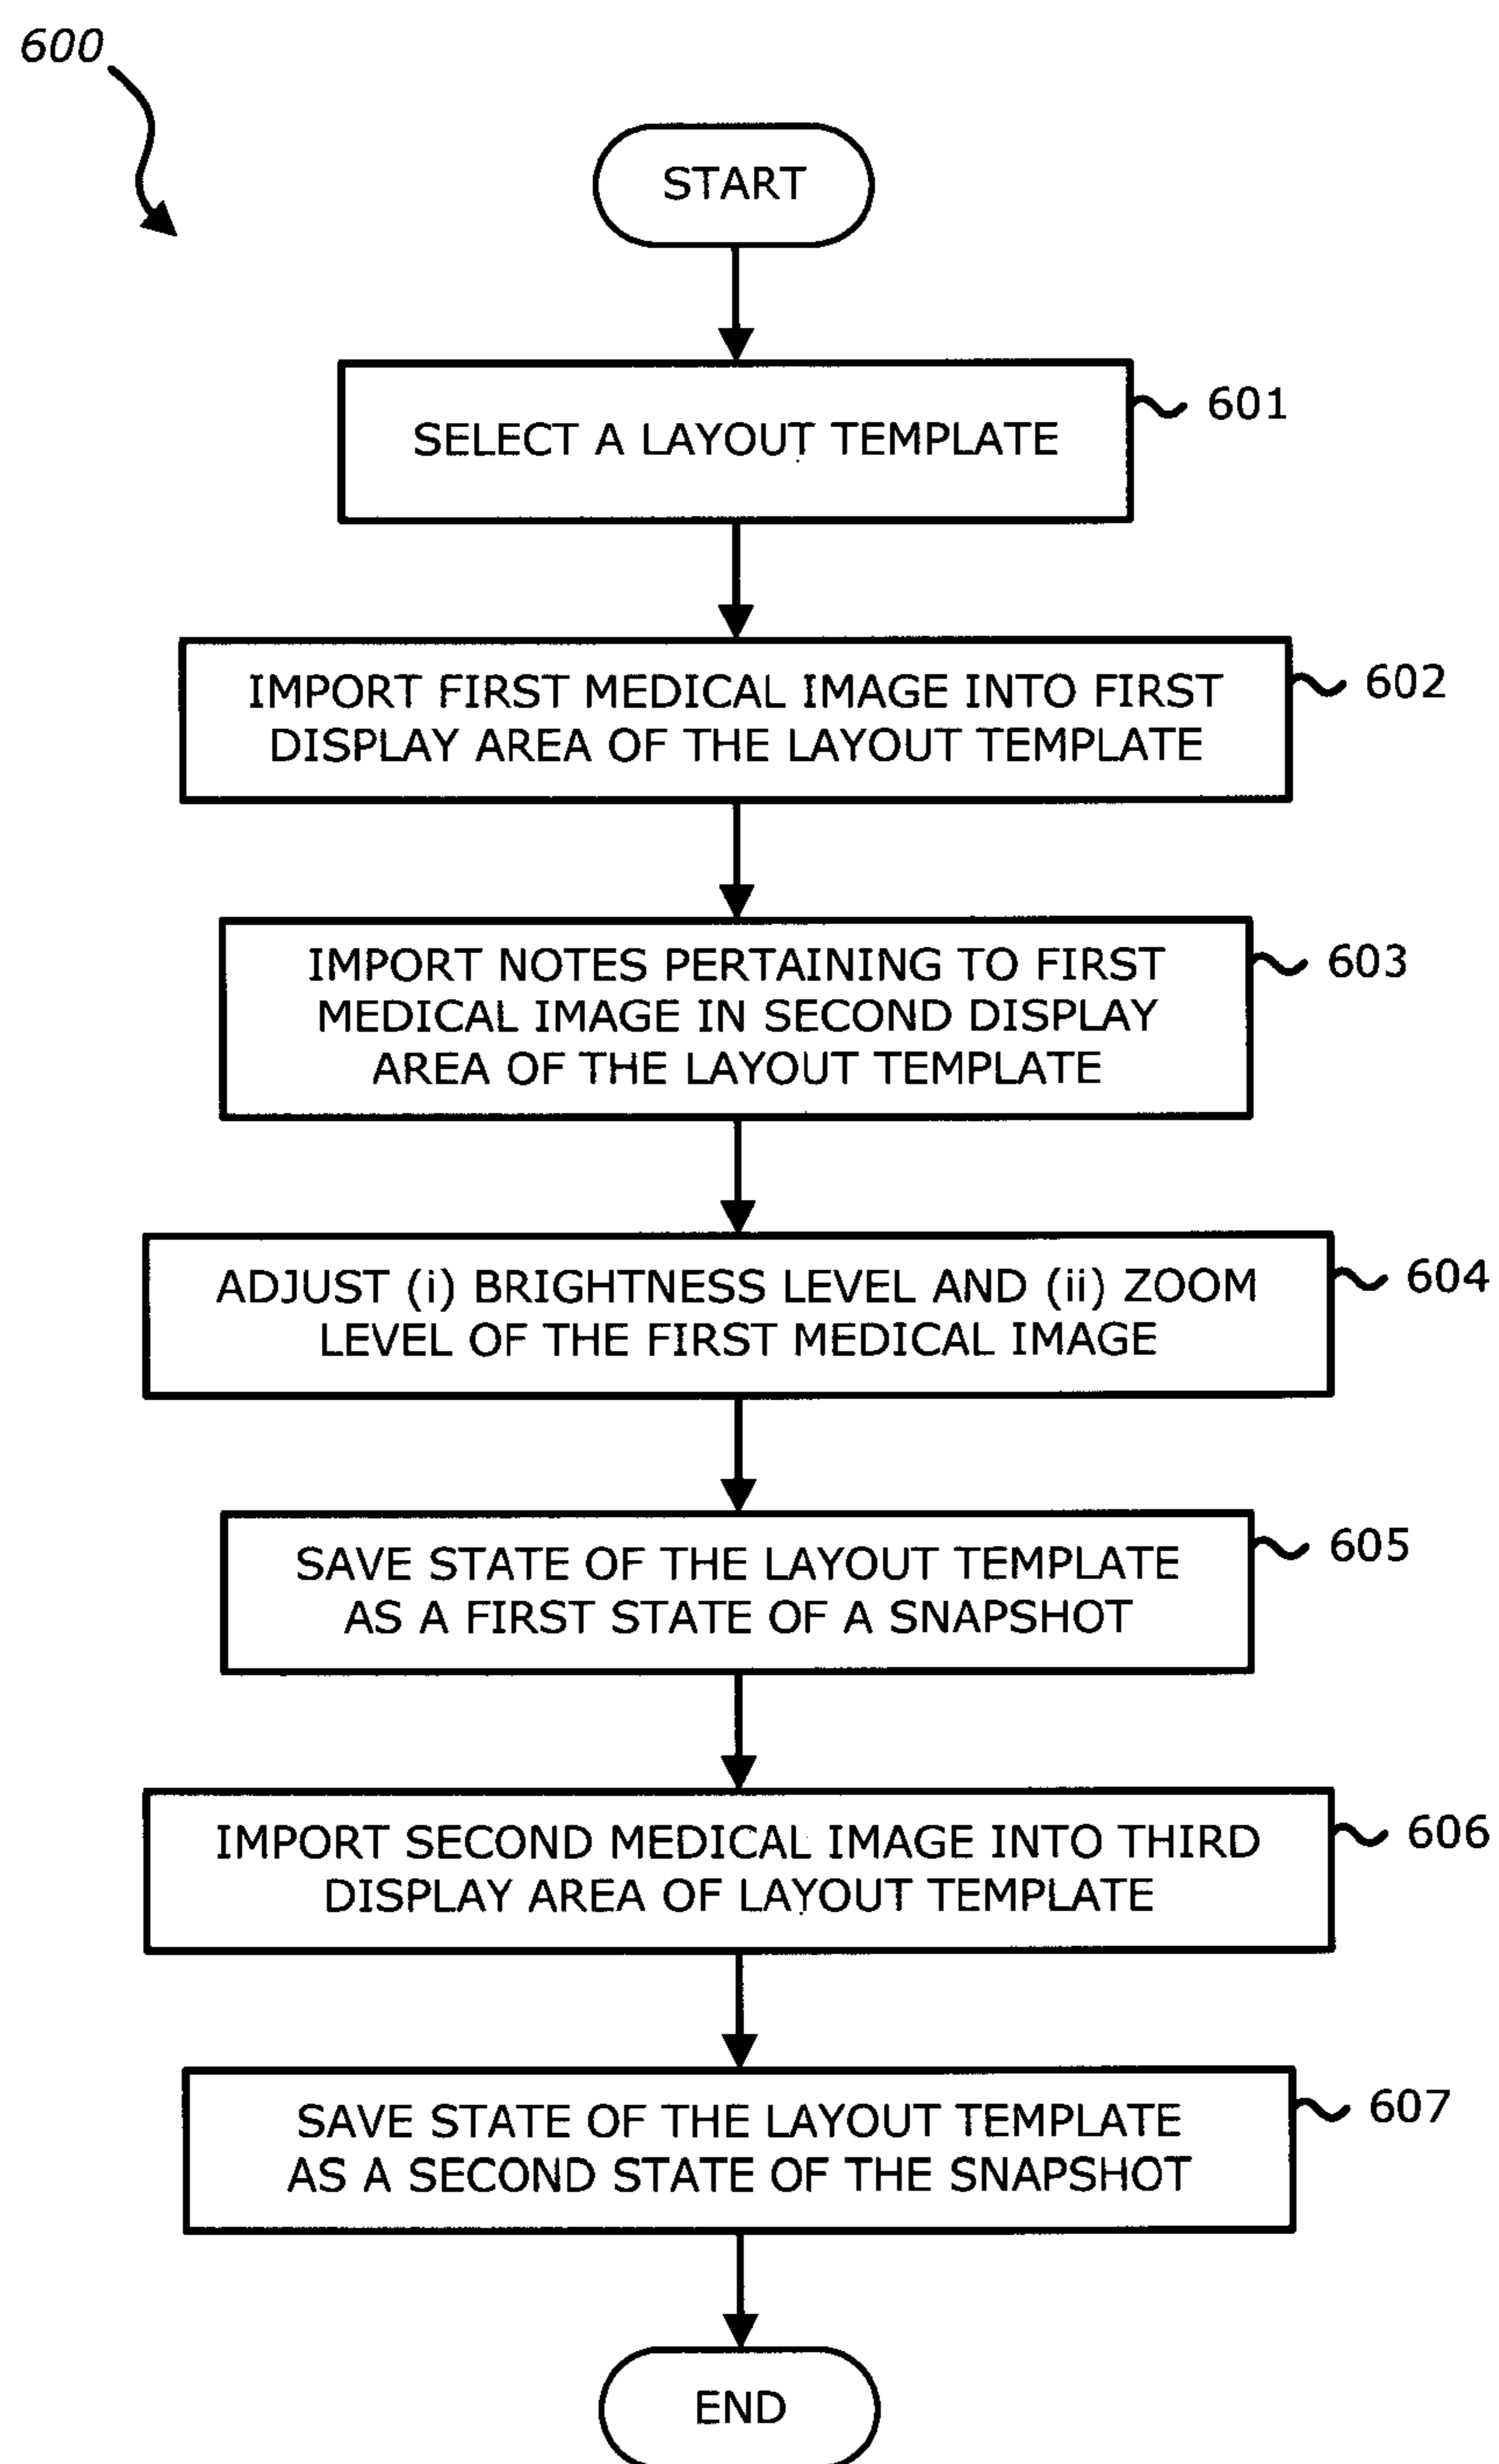 600
START
SELECT A LAYOUT TEMPLATE
601
IMPORT FIRST MEDICAL IMAGE INTO FIRST
DISPLAY AREA OF THE LAYOUT TEMPLATE
602
IMPORT NOTES PERTAINING TO FIRST
MEDICAL IMAGE IN SECOND DISPLAY
AREA OF THE LAYOUT TEMPLATE
603
ADJUST (i) BRIGHTNESS LEVEL AND (ii) ZOOM
LEVEL OF THE FIRST MEDICAL IMAGE
604
SAVE STATE OF THE LAYOUT TEMPLATE
AS A FIRST STATE OF A SNAPSHOT
605
IMPORT SECOND MEDICAL IMAGE INTO THIRD
DISPLAY AREA OF LAYOUT TEMPLATE
606
SAVE STATE OF THE LAYOUT TEMPLATE
AS A SECOND STATE OF THE SNAPSHOT
607
END